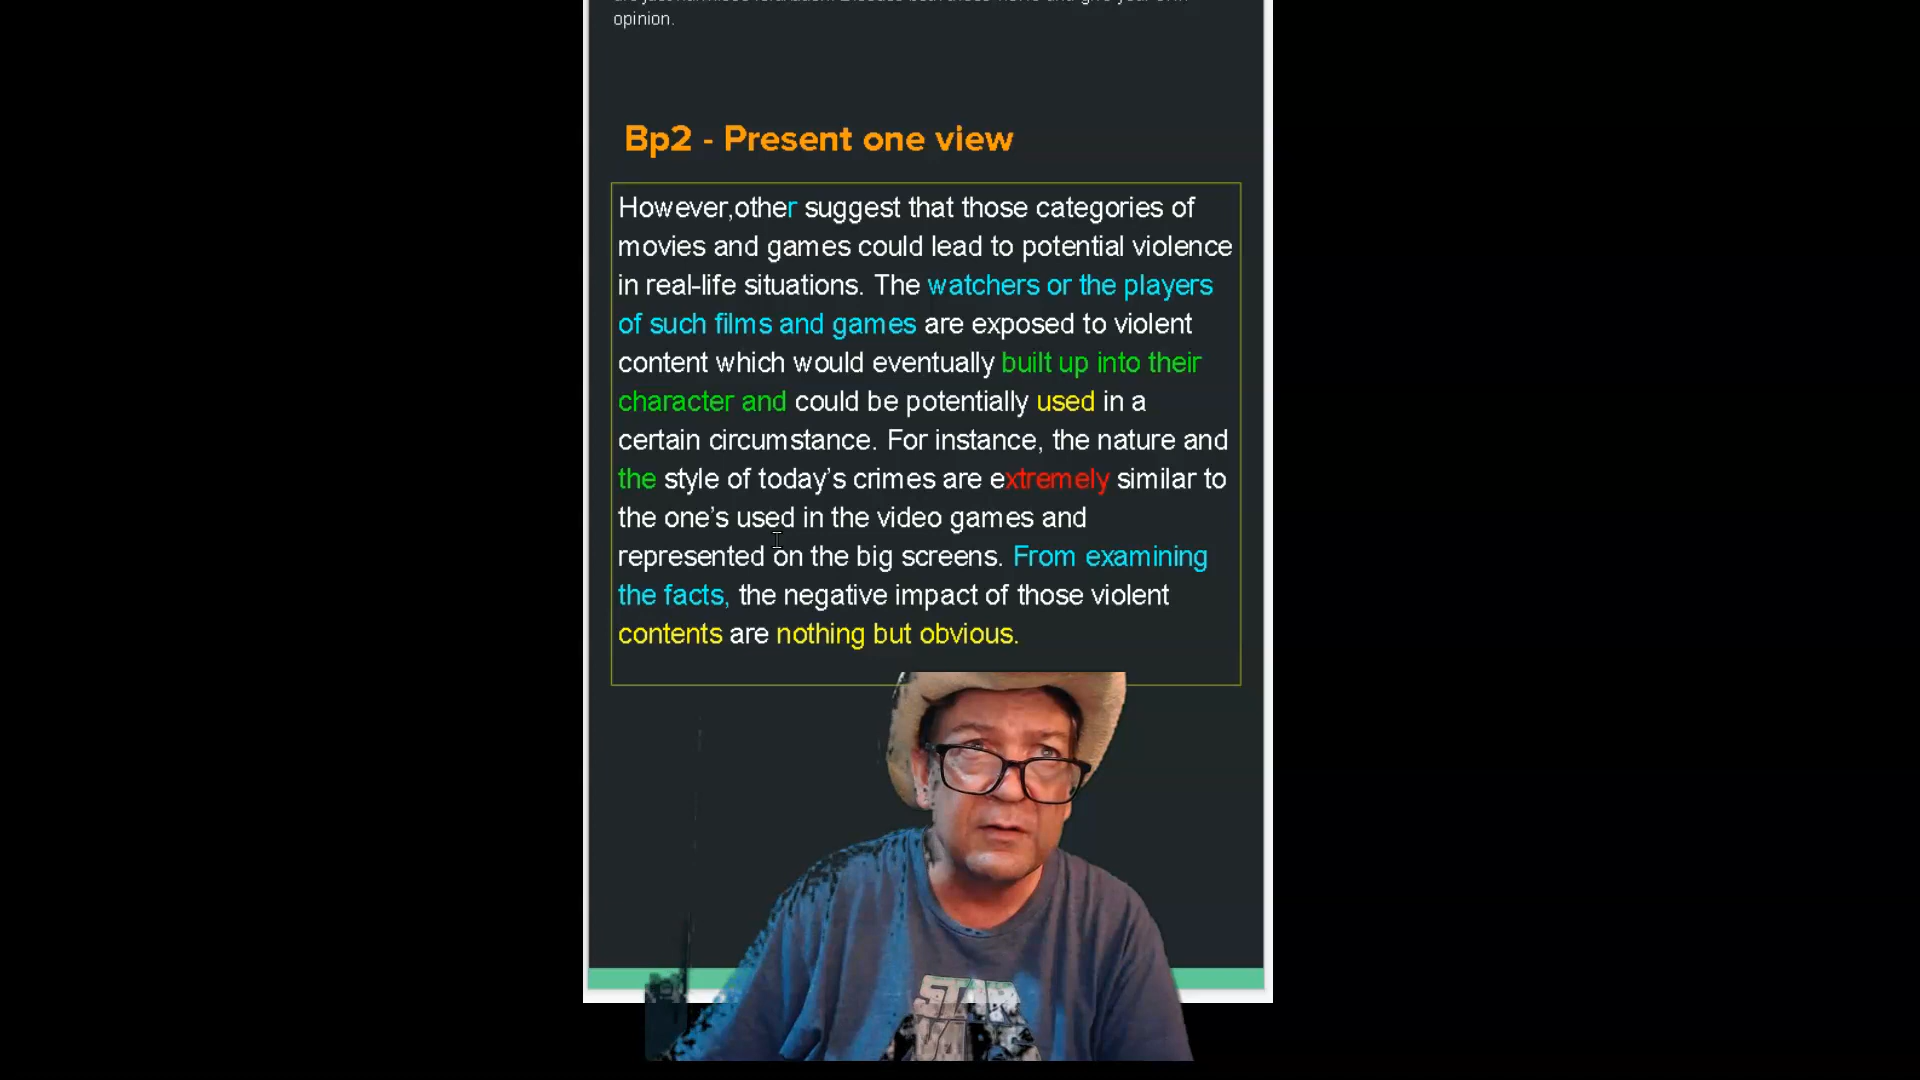 opinion.
Bp2 - Present one view
However,other suggest that those categories of
movies and games could lead to potential violence
in real-life situations. The watchers or the players
of such films and games are exposed to violent
content which would eventually built up into their
character and could be potentially used in a
certain circumstance. For instance, the nature and
the style of today’s crimes are extremely similar to
the one’s used in the video games and
represented on the big screens. From examining
the facts, the negative impact of those violent
contents are nothing but obvious.
STAR